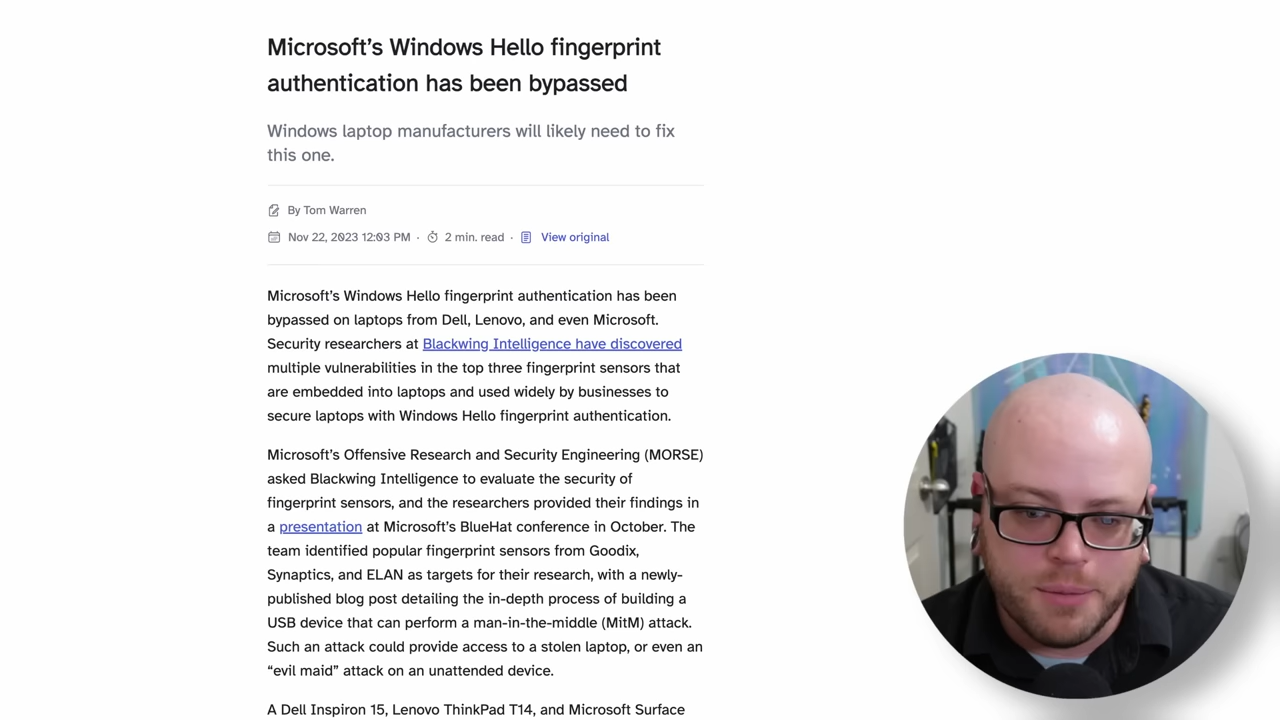 Microsoft’s Windows Hello fingerprint
authentication has been bypassed
Windows laptop manufacturers will likely need to fix
this one.
By Tom Warren
Nov 22, 2023 12:03 PM · 2 min. read · View original
Microsoft’s Windows Hello fingerprint authentication has been
bypassed on laptops from Dell, Lenovo, and even Microsoft.
Security researchers at Blackwing Intelligence have discovered
multiple vulnerabilities in the top three fingerprint sensors that
are embedded into laptops and used widely by businesses to
secure laptops with Windows Hello fingerprint authentication.
Microsoft’s Offensive Research and Security Engineering (MORSE)
asked Blackwing Intelligence to evaluate the security of
fingerprint sensors, and the researchers provided their findings in
a presentation at Microsoft’s BlueHat conference in October. The
team identified popular fingerprint sensors from Goodix,
Synaptics, and ELAN as targets for their research, with a newly-
published blog post detailing the in-depth process of building a
USB device that can perform a man-in-the-middle (MitM) attack.
Such an attack could provide access to a stolen laptop, or even an
“evil maid” attack on an unattended device.
A Dell Inspiron 15, Lenovo ThinkPad T14, and Microsoft Surface